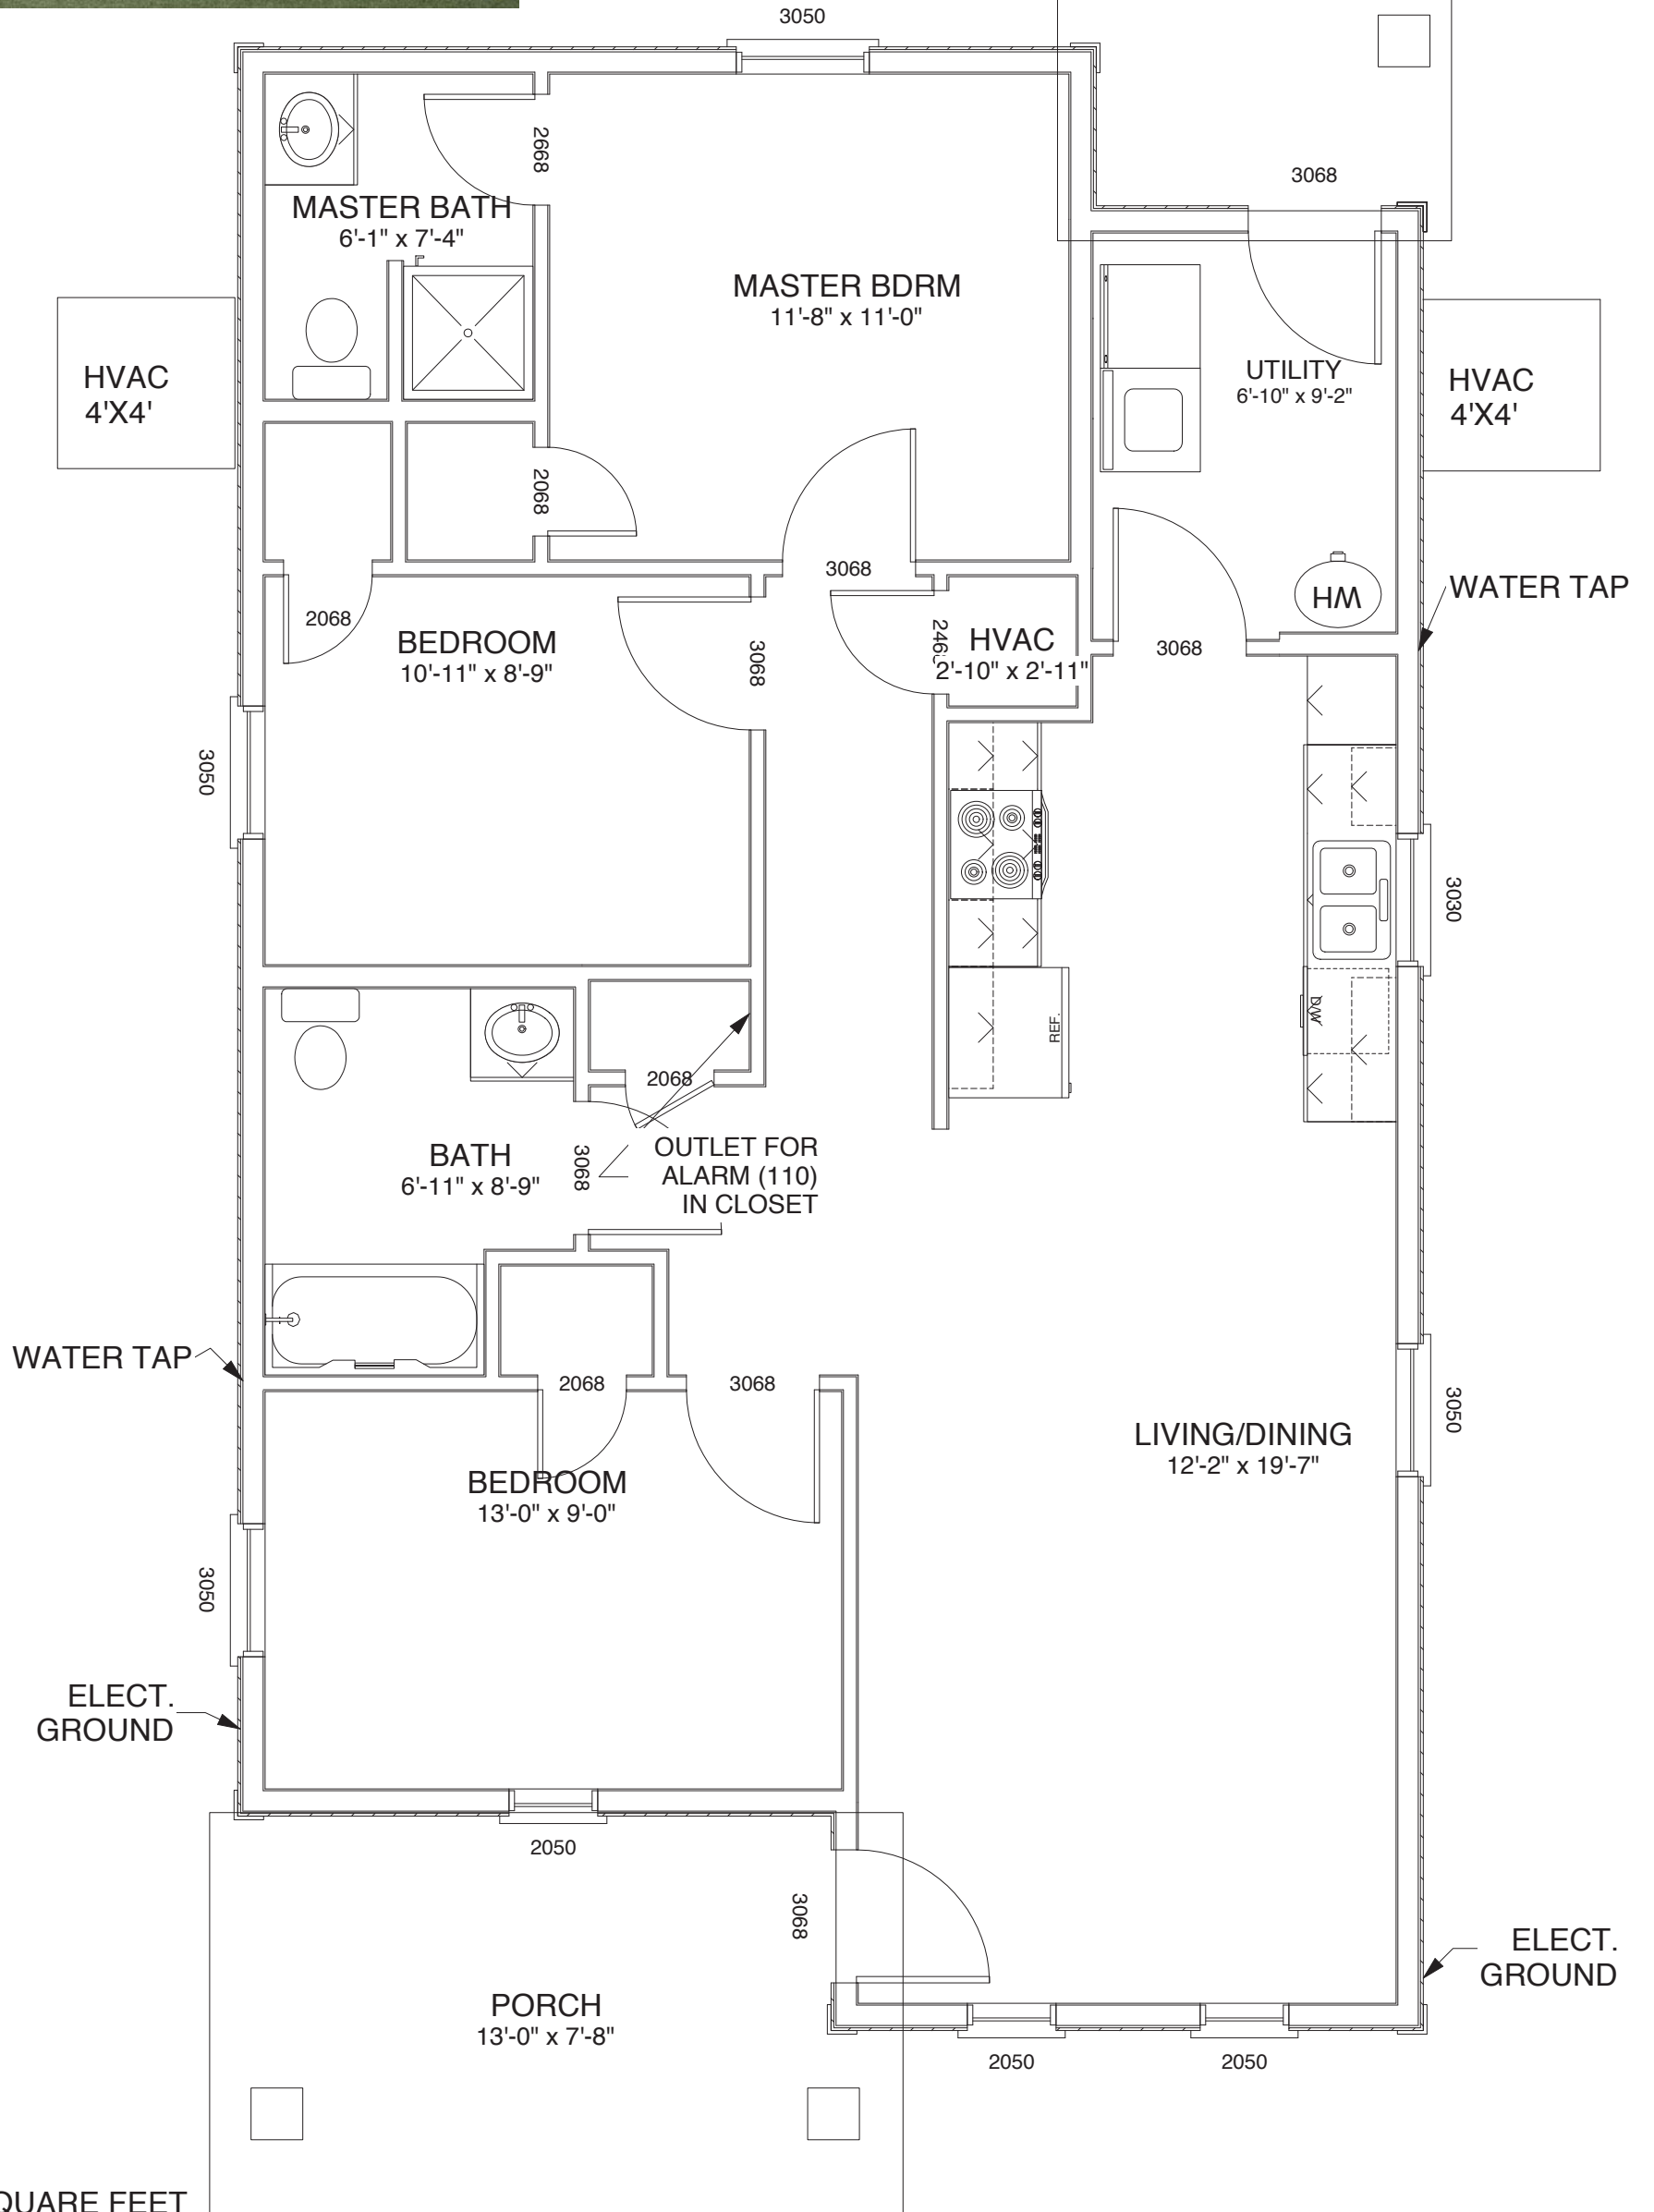 3050
3068
2668
MASTER BATH
6'-1" x 7'-4"
MASTER BDRM
11'-8" x 11'-0"
HVAC
4'X4'
UTILITY
6'-10" x 9'-2"
HVAC
4'X4'
2068
3068
WH
WATER TAP
2068
BEDROOM
10'-11" x 8'-9"
3068
HVAC
2'-10" x 2'-11"
3068
3050
3030
REF.
D/W
2068
BATH
6'-11" x 8'-9"
3068
OUTLET FOR
ALARM (110)
IN CLOSET
WATER TAP
2068
3068
3050
LIVING/DINING
12'-2" x 19'-7"
BEDROOM
13'-0" x 9'-0"
3050
ELECT.
GROUND
2050
3068
ELECT.
GROUND
PORCH
13'-0" x 7'-8"
2050
2050
FEET